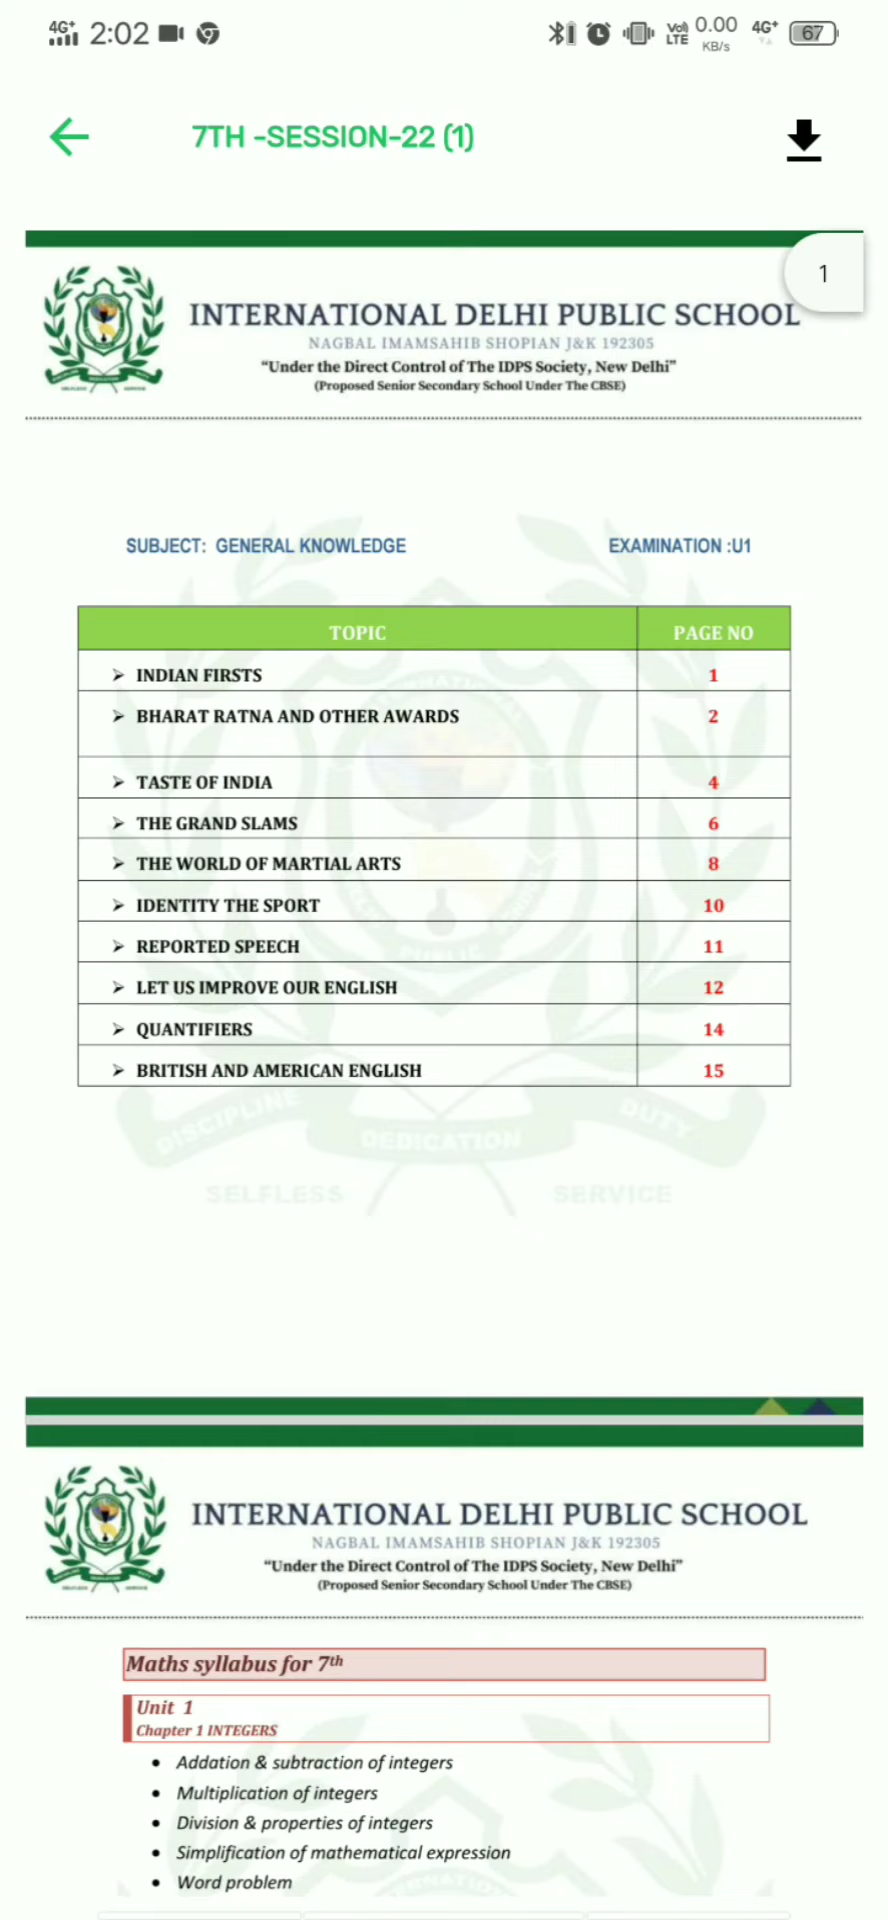 4G+ 2:02 Vo) LTE 0.00 KB/s 4G+ 67
7TH -SESSION-22 (1)
1
INTERNATIONAL DELHI PUBLIC SCHOOL
NAGBAL IMAMSAHIB SHOPIAN J&K 192305
"Under the Direct Control of The IDPS Society, New Delhi"
(Proposed Senior Secondary School Under The CBSE)
SELFLESS SERVICE
SUBJECT: GENERAL KNOWLEDGE EXAMINATION :U1
TOPIC PAGE NO
➢ INDIAN FIRSTS 1
➢ BHARAT RATNA AND OTHER AWARDS 2
➢ TASTE OF INDIA 4
➢ THE GRAND SLAMS 6
➢ THE WORLD OF MARTIAL ARTS 8
➢ IDENTITY THE SPORT 10
➢ REPORTED SPEECH 11
➢ LET US IMPROVE OUR ENGLISH 12
➢ QUANTIFIERS 14
➢ BRITISH AND AMERICAN ENGLISH 15
DISCIPLINE DEDICATION DUTY
SELFLESS SERVICE
INTERNATIONAL DELHI PUBLIC SCHOOL
NAGBAL IMAMSAHIB SHOPIAN J&K 192305
"Under the Direct Control of The IDPS Society, New Delhi"
(Proposed Senior Secondary School Under The CBSE)
Maths syllabus for 7th
Unit 1
Chapter 1 INTEGERS
• Addation & subtraction of integers
• Multiplication of integers
• Division & properties of integers
• Simplification of mathematical expression
• Word problem